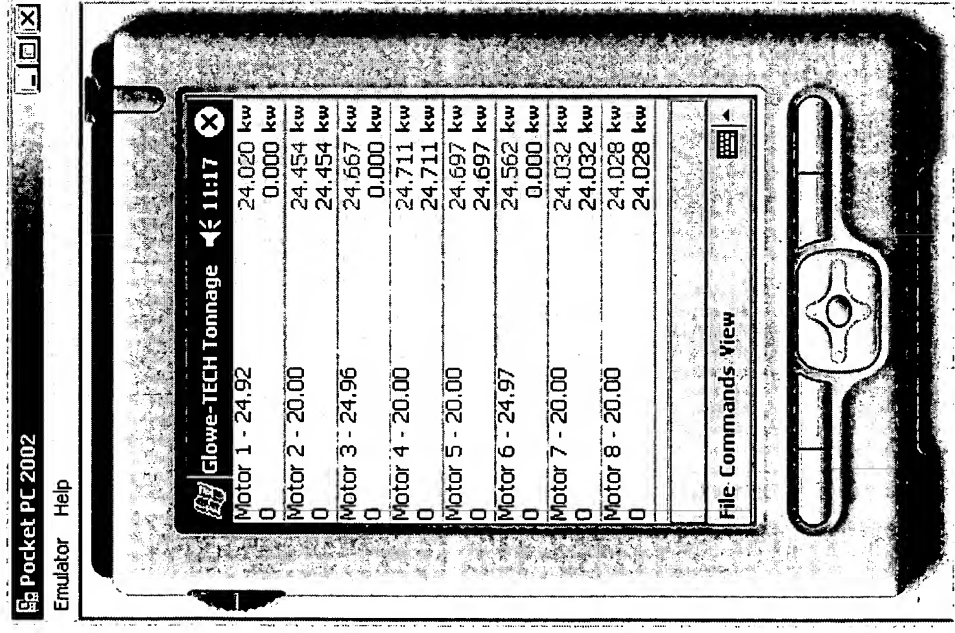 Pocket PC 2002
Emulator Help
Glowe-TECH Tonnage 11:17
Motor 1 - 24.92 24.020 kw
0 0.000 kw
Motor 2 - 20.00 24.454 kw
0 24.454 kw
Motor 3 - 24.96 24.667 kw
0 0.000 kw
Motor 4 - 20.00 24.711 kw
0 24.711 kw
Motor 5 - 20.00 24.697 kw
0 24.697 kw
Motor 6 - 24.97 24.562 kw
0 0.000 kw
Motor 7 - 20.00 24.032 kw
0 24.032 kw
Motor 8 - 20.00 24.028 kw
0 24.028 kw
File Commands View